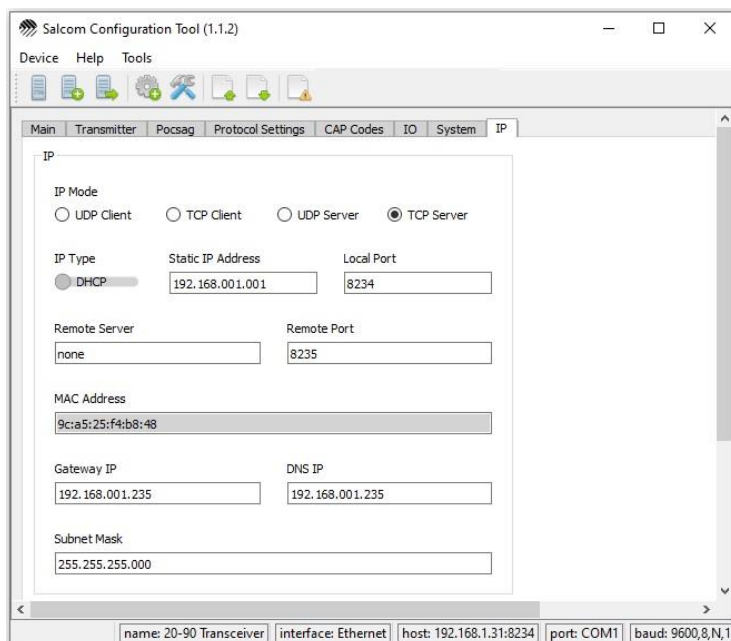 Salcom Configuration Tool (1.1.2)
Device Help Tools
Main Transmitter Pocsag Protocol Settings CAP Codes IO System IP
IP
IP Mode
UDP Client TCP Client UDP Server TCP Server
IP Type Static IP Address Local Port
DHCP 192.168.001.001 8234
Remote Server Remote Port
none 8235
MAC Address
9c:a5:25:f4:b8:48
Gateway IP DNS IP
192.168.001.235 192.168.001.235
Subnet Mask
255.255.255.000
name: 20-90 Transceiver interface: Ethernet host: 192.168.1.31:8234 port: COM1 baud: 9600,8,N,1